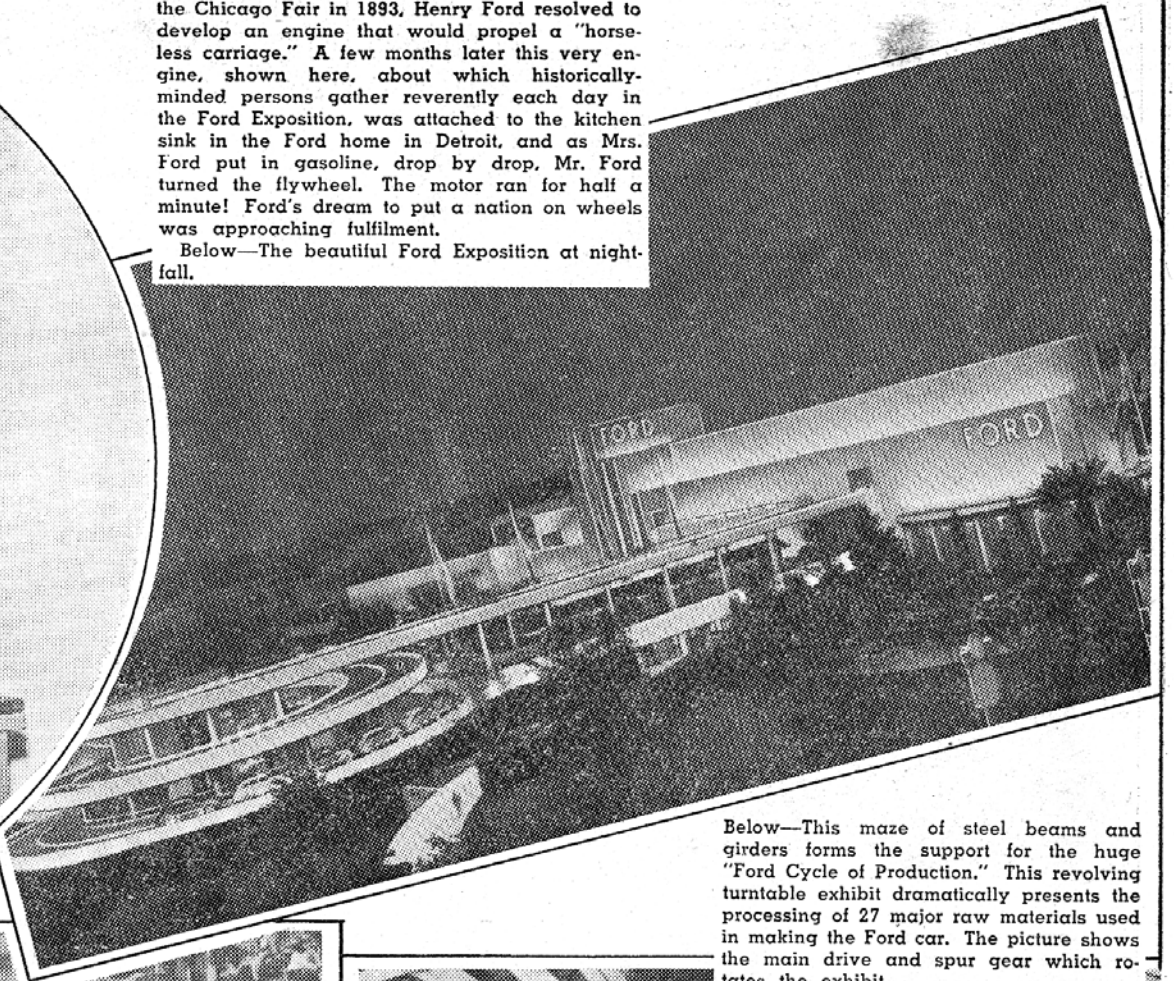 the Chicago Fair in 1893, Henry Ford resolved to
develop an engine that would propel a "horse-
less carriage." A few months later this very en-
gine, shown here, about which historically-
minded persons gather reverently each day in
the Ford Exposition, was attached to the kitchen
sink in the Ford home in Detroit, and as Mrs.
Ford put in gasoline, drop by drop, Mr. Ford
turned the flywheel. The motor ran for half a
minute! Ford's dream to put a nation on wheels
was approaching fulfilment.
Below—The beautiful Ford Exposition at night-
fall.
FORD
FORD
Below—This maze of steel beams and
girders forms the support for the huge
"Ford Cycle of Production." This revolving
turntable exhibit dramatically presents the
processing of 27 major raw materials used
in making the Ford car. The picture shows
the main drive and spur gear which ro-
tates the exhibit.